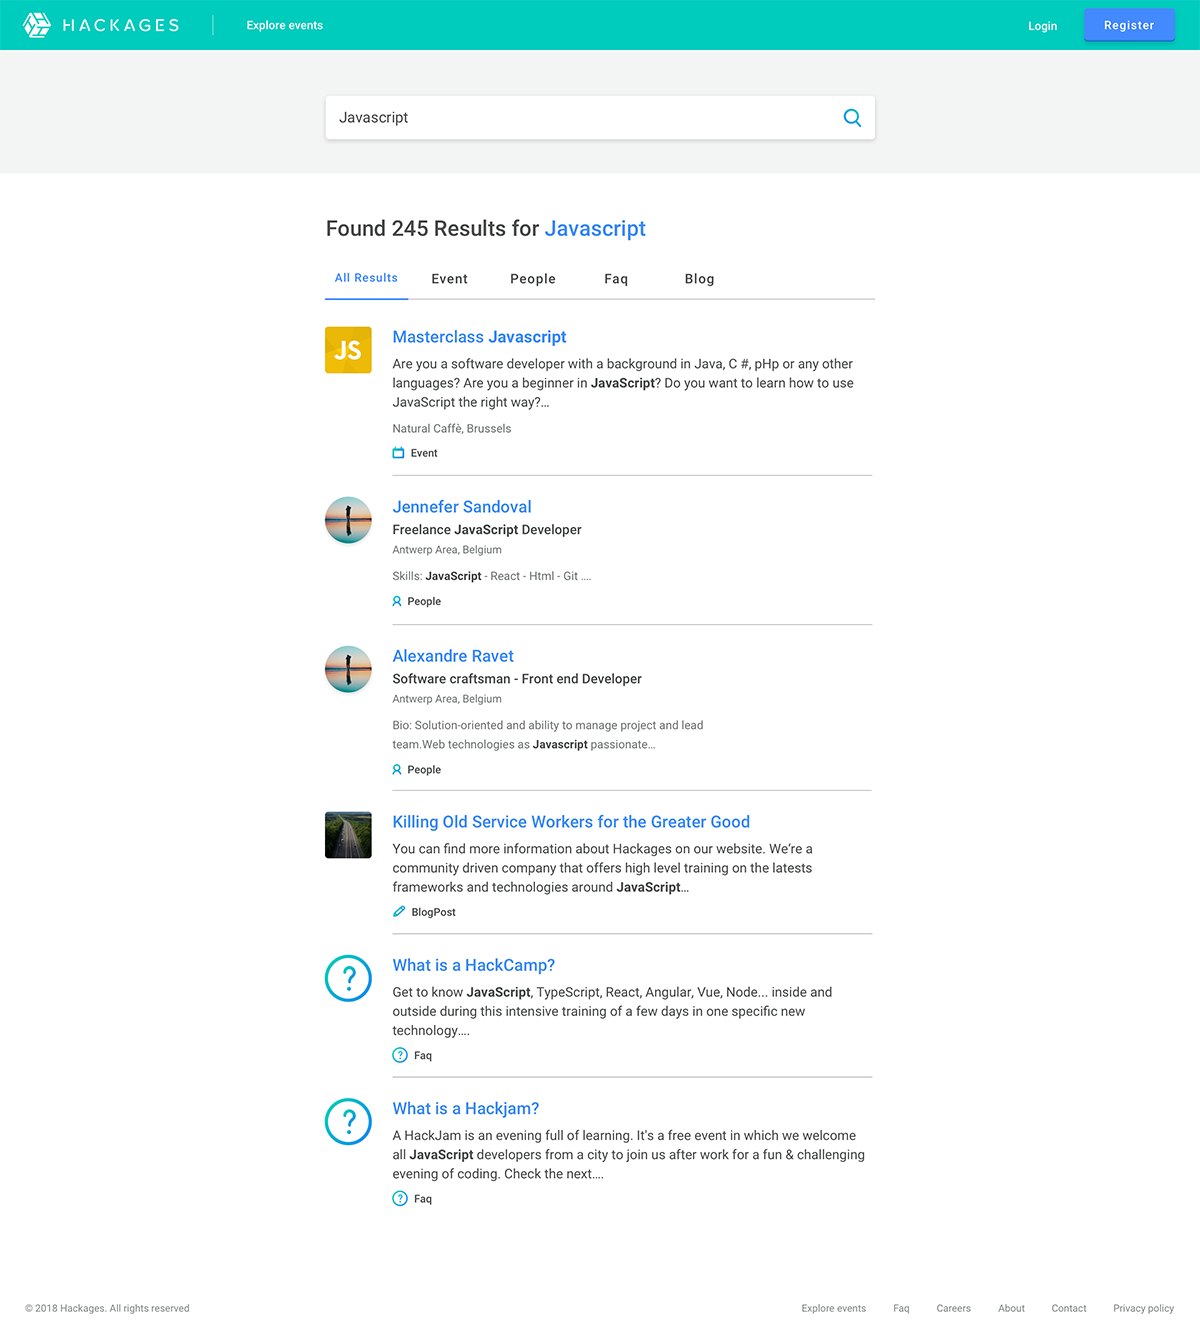 HACKAGES
Explore events
Login
Register
Javascript
Found 245 Results for Javascript
All Results
Event
People
Faq
Blog
JS
Masterclass Javascript
Are you a software developer with a background in Java, C #, pHp or any other
languages? Are you a beginner in JavaScript? Do you want to learn how to use
JavaScript the right way?...
Natural Caffè, Brussels
Event
Jennefer Sandoval
Freelance JavaScript Developer
Antwerp Area, Belgium
Skills: JavaScript - React - Html - Git ....
People
Alexandre Ravet
Software craftsman - Front end Developer
Antwerp Area, Belgium
Bio: Solution-oriented and ability to manage project and lead
team.Web technologies as Javascript passionate...
People
Killing Old Service Workers for the Greater Good
You can find more information about Hackages on our website. We’re a
community driven company that offers high level training on the latests
frameworks and technologies around JavaScript...
BlogPost
?
What is a HackCamp?
Get to know JavaScript, TypeScript, React, Angular, Vue, Node... inside and
outside during this intensive training of a few days in one specific new
technology....
? Faq
?
What is a Hackjam?
A HackJam is an evening full of learning. It's a free event in which we welcome
all JavaScript developers from a city to join us after work for a fun & challenging
evening of coding. Check the next....
? Faq
© 2018 Hackages. All rights reserved
Explore events
Faq
Careers
About
Contact
Privacy policy